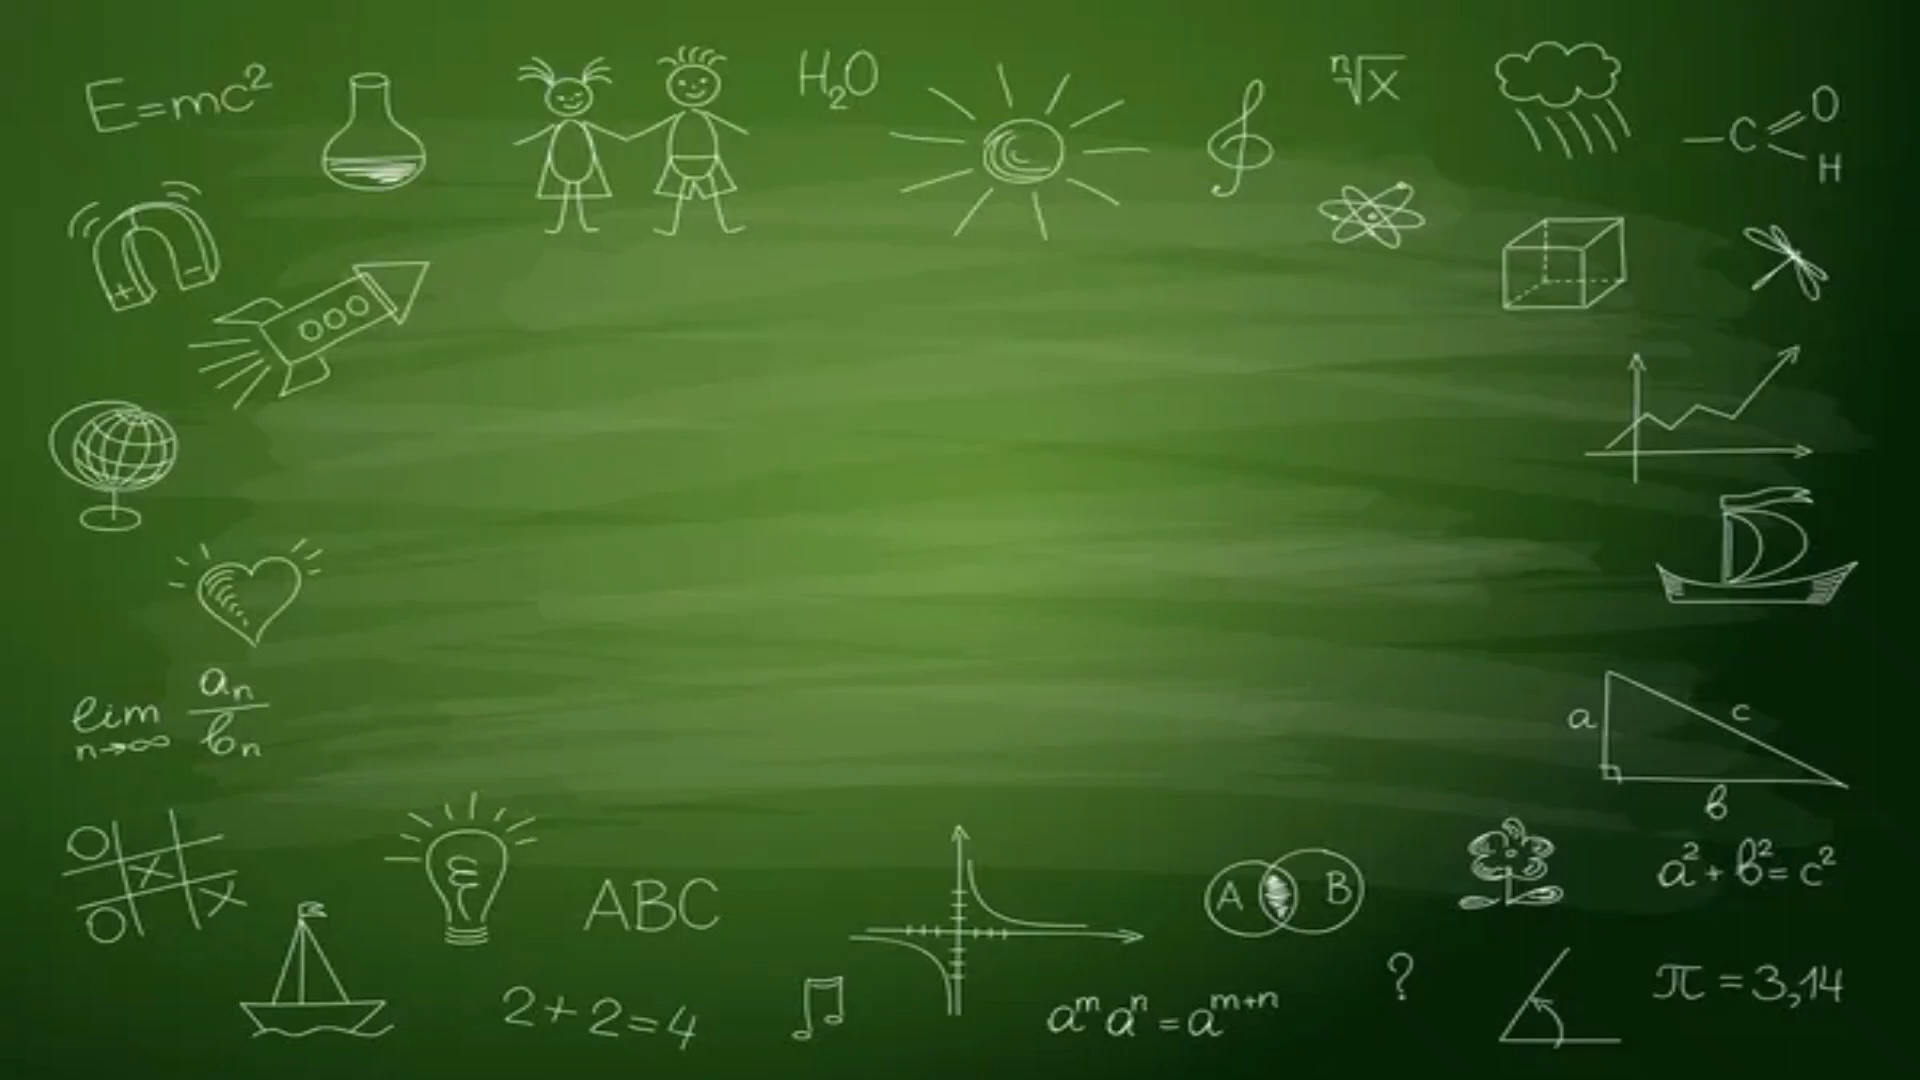 E=mc²
H₂O
ⁿ√x
O
C
H
+ −
lim aₙ/bₙ
n→∞
a
c
b
O
X
X
O
ABC
A B
a²+b²=c²
2+2=4
aᵐaⁿ=aᵐ⁺ⁿ
?
π=3,14